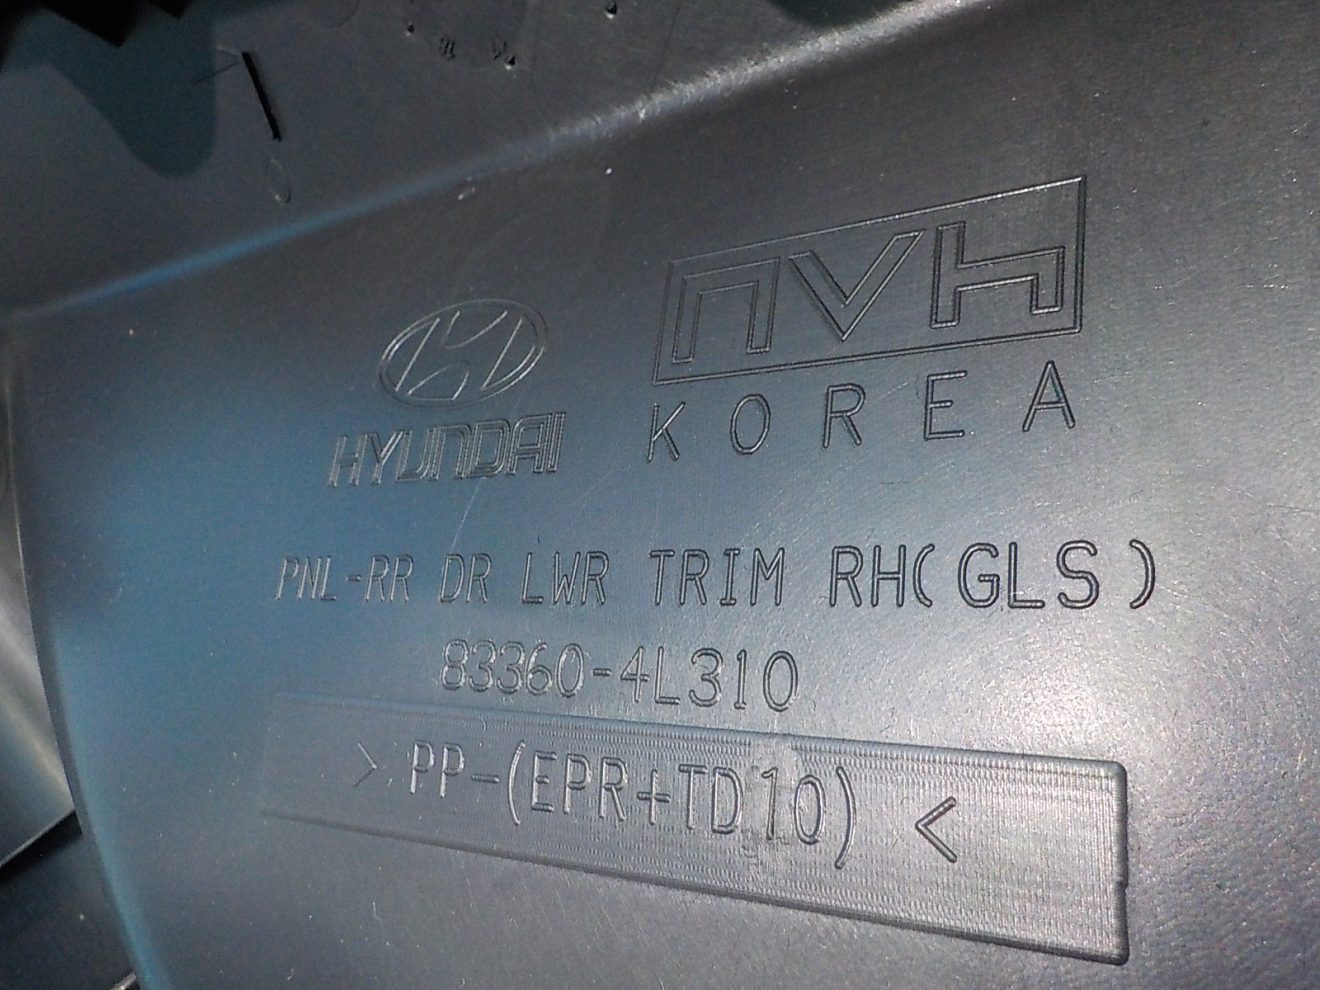 HYUNDAI
NVH
KOREA
PNL-RR DR LWR TRIM RH(GLS)
83360-4L310
> PP-(EPR+TD10) <